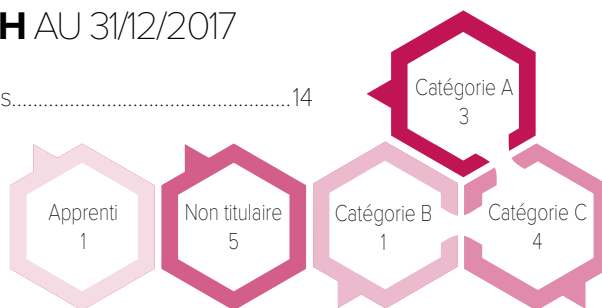 H AU 31/12/2017
s....................................................14
Catégorie A
3
Apprenti
1
Non titulaire
5
Catégorie B
1
Catégorie C
4